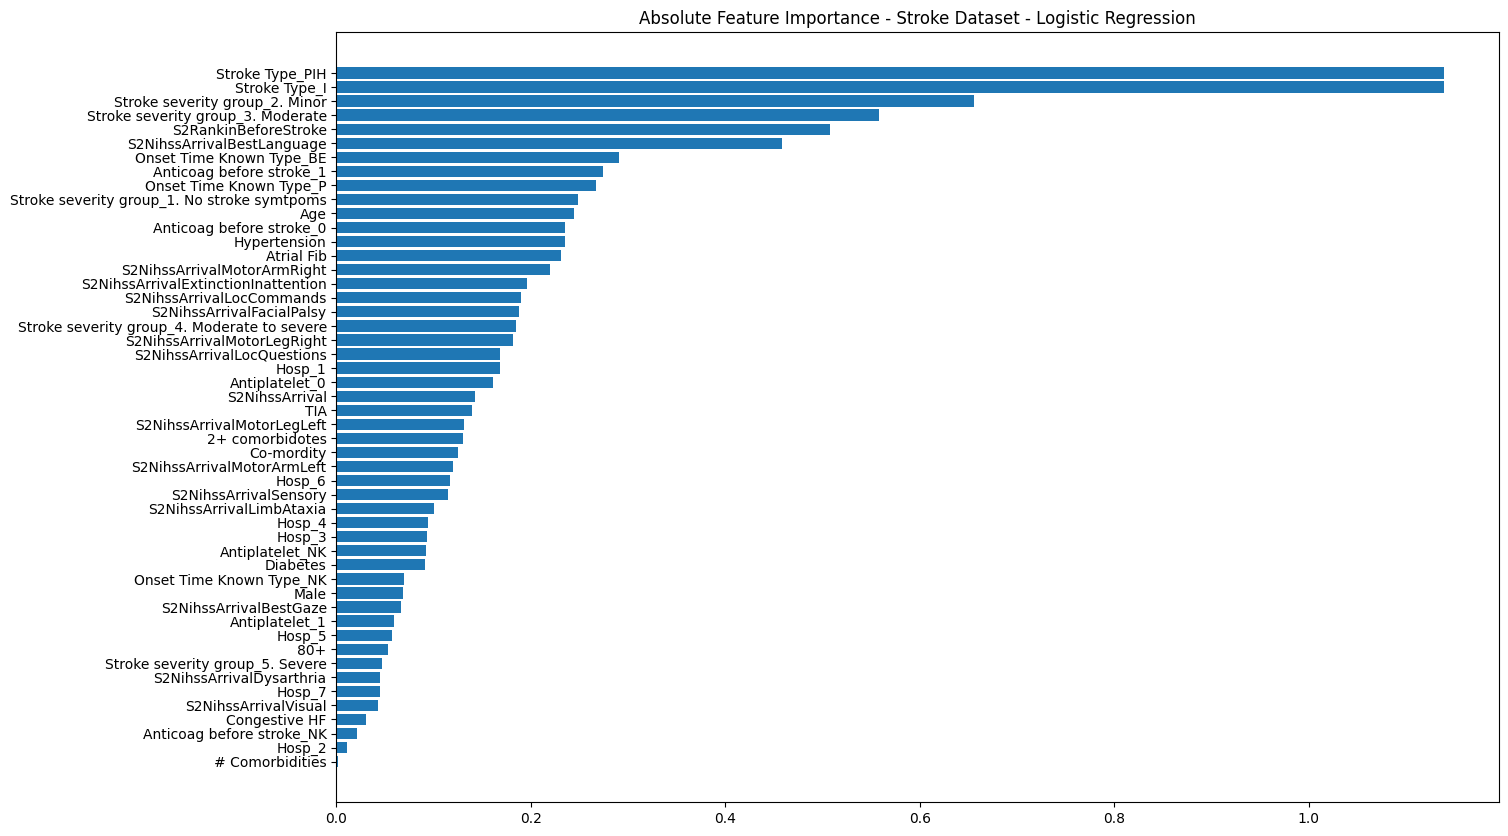 Absolute Feature Importance - Stroke Dataset - Logistic Regression
Stroke Type_PIH
Stroke Type_I
Stroke severity group_2. Minor
Stroke severity group_3. Moderate
S2RankinBeforeStroke
S2NihssArrivalBestLanguage
Onset Time Known Type_BE
Anticoag before stroke_1
Onset Time Known Type_P
Stroke severity group_1. No stroke symtpoms
Age
Anticoag before stroke_0
Hypertension
Atrial Fib
S2NihssArrivalMotorArmRight
S2NihssArrivalExtinctionInattention
S2NihssArrivalLocCommands
S2NihssArrivalFacialPalsy
Stroke severity group_4. Moderate to severe
S2NihssArrivalMotorLegRight
S2NihssArrivalLocQuestions
Hosp_1
Antiplatelet_0
S2NihssArrival
TIA
S2NihssArrivalMotorLegLeft
2+ comorbidotes
Co-mordity
S2NihssArrivalMotorArmLeft
Hosp_6
S2NihssArrivalSensory
S2NihssArrivalLimbAtaxia
Hosp_4
Hosp_3
Antiplatelet_NK
Diabetes
Onset Time Known Type_NK
Male
S2NihssArrivalBestGaze
Antiplatelet_1
Hosp_5
80+
Stroke severity group_5. Severe
S2NihssArrivalDysarthria
Hosp_7
S2NihssArrivalVisual
Congestive HF
Anticoag before stroke_NK
Hosp_2
# Comorbidities
0.0 0.2 0.4 0.6 0.8 1.0